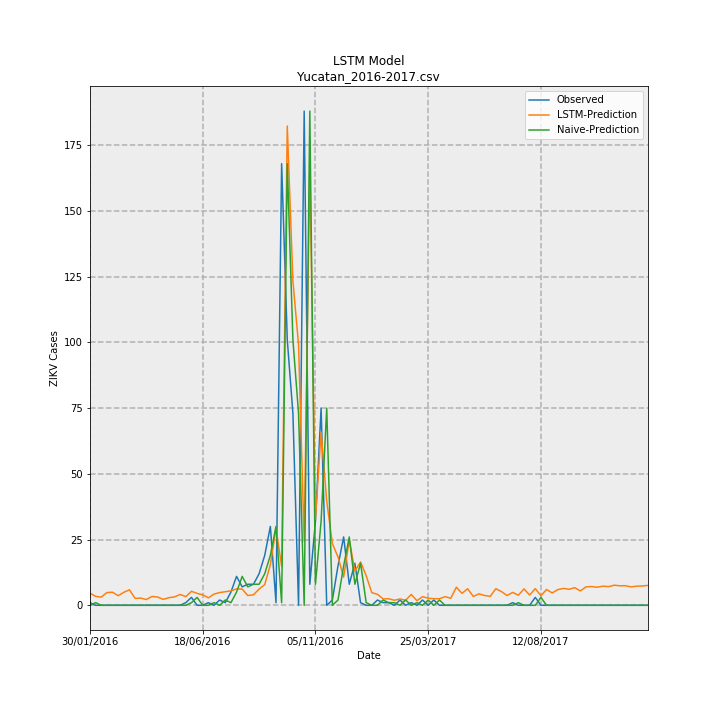 LSTM Model
Yucatan_2016-2017.csv
Observed
LSTM-Prediction
Naive-Prediction
175
150
125
100
75
50
25
0
ZIKV Cases
30/01/2016 18/06/2016 05/11/2016 25/03/2017 12/08/2017
Date